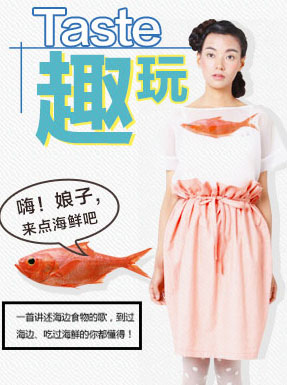 Taste
趣玩
嗨！娘子，
来点海鲜吧
一首讲述海边食物的歌，到过
海边、吃过海鲜的你都懂得！